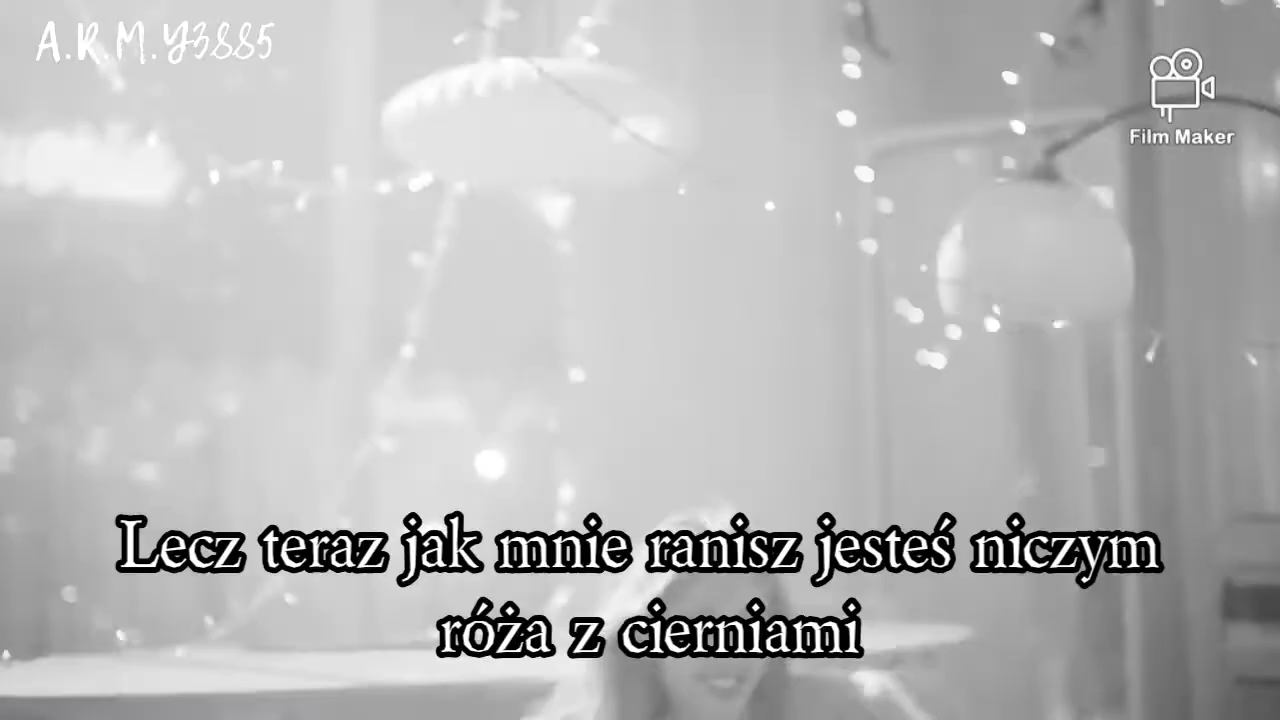 A.R.M.Y3885
Film Maker
Lecz teraz jak mnie ranisz jesteś niczym
róża z cierniami